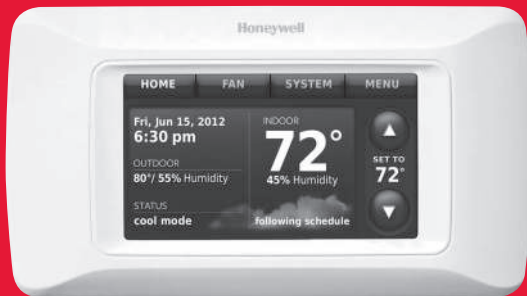 Honeywell
HOME FAN SYSTEM MENU
Fri, Jun 15, 2012
6:30 pm
OUTDOOR
80°/ 55% Humidity
STATUS
cool mode
INDOOR
72°
45% Humidity
following schedule
SET TO
72°